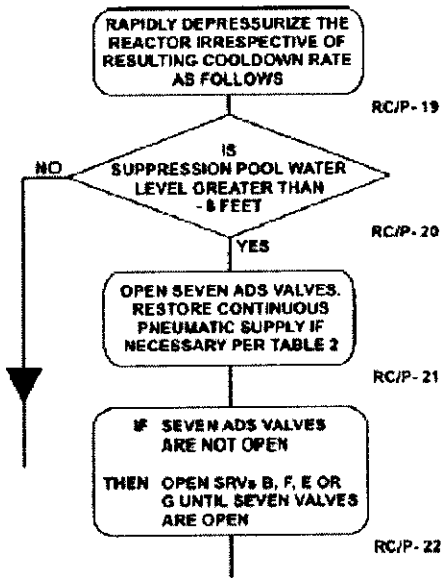 RAPIDLY DEPRESSURIZE THE
REACTOR IRRESPECTIVE OF
RESULTING COOLDOWN RATE
AS FOLLOWS
RC/P-19
IS
SUPPRESSION POOL WATER
LEVEL GREATER THAN
- 8 FEET
NO
RC/P-20
YES
OPEN SEVEN ADS VALVES.
RESTORE CONTINUOUS
PNEUMATIC SUPPLY IF
NECESSARY PER TABLE 2
RC/P-21
IF SEVEN ADS VALVES
ARE NOT OPEN
THEN OPEN SRVs B, F, E OR
G UNTIL SEVEN VALVES
ARE OPEN
RC/P-22